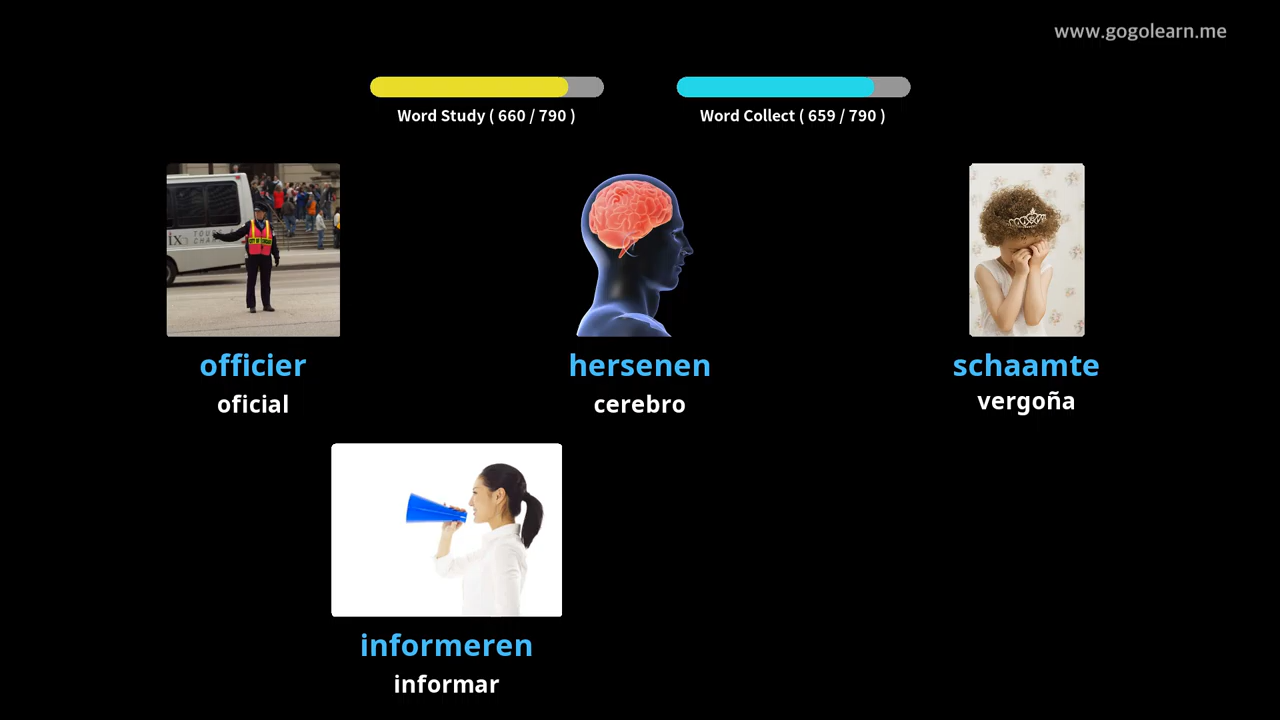 www.gogolearn.me
Word Study ( 660 / 790 )
Word Collect ( 659 / 790 )
officier
hersenen
schaamte
oficial
cerebro
vergoña
informeren
informar